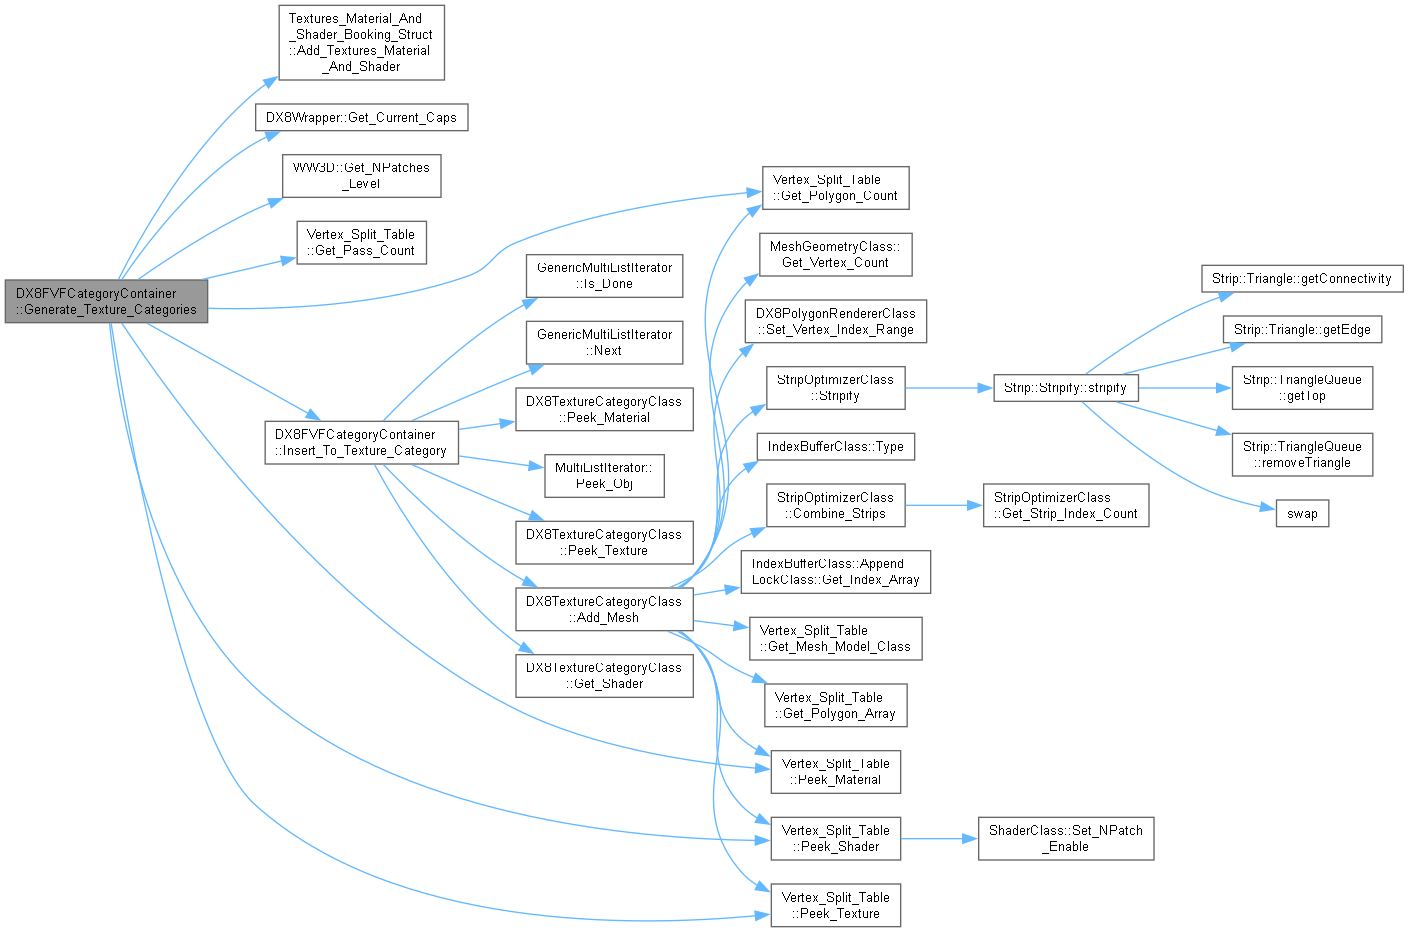 Textures_Material_And
_Shader_Booking_Struct
::Add_Textures_Material
_And_Shader
DX8Wrapper::Get_Current_Caps
WW3D::Get_NPatches
_Level
Vertex_Split_Table
::Get_Pass_Count
DX8FVFCategoryContainer
::Generate_Texture_Categories
DX8FVFCategoryContainer
::Insert_To_Texture_Category
GenericMultiListIterator
::Is_Done
GenericMultiListIterator
::Next
DX8TextureCategoryClass
::Peek_Material
MultiListIterator::
Peek_Obj
DX8TextureCategoryClass
::Peek_Texture
DX8TextureCategoryClass
::Add_Mesh
DX8TextureCategoryClass
::Get_Shader
Vertex_Split_Table
::Get_Polygon_Count
MeshGeometryClass::
Get_Vertex_Count
DX8PolygonRendererClass
::Set_Vertex_Index_Range
StripOptimizerClass
::Stripify
IndexBufferClass::Type
StripOptimizerClass
::Combine_Strips
IndexBufferClass::Append
LockClass::Get_Index_Array
Vertex_Split_Table
::Get_Mesh_Model_Class
Vertex_Split_Table
::Get_Polygon_Array
Vertex_Split_Table
::Peek_Material
Vertex_Split_Table
::Peek_Shader
Vertex_Split_Table
::Peek_Texture
Strip::Stripify::stripify
StripOptimizerClass
::Get_Strip_Index_Count
ShaderClass::Set_NPatch
_Enable
Strip::Triangle::getConnectivity
Strip::Triangle::getEdge
Strip::TriangleQueue
::getTop
Strip::TriangleQueue
::removeTriangle
swap